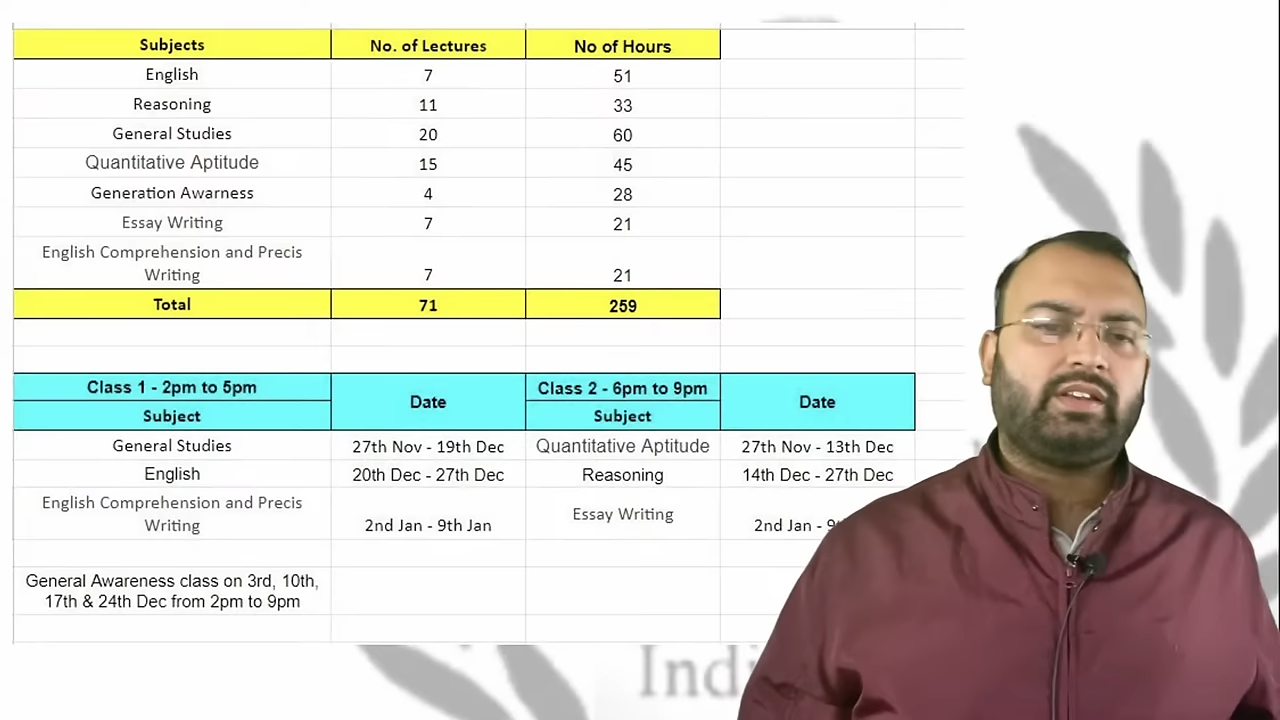 Subjects No. of Lectures No of Hours
English 7 51
Reasoning 11 33
General Studies 20 60
Quantitative Aptitude 15 45
Generation Awarness 4 28
Essay Writing 7 21
English Comprehension and Precis
Writing 7 21
Total 71 259
Class 1 - 2pm to 5pm Date Class 2 - 6pm to 9pm Date
Subject Subject
General Studies 27th Nov - 19th Dec Quantitative Aptitude 27th Nov - 13th Dec
English 20th Dec - 27th Dec Reasoning 14th Dec - 27th Dec
English Comprehension and Precis
Writing 2nd Jan - 9th Jan Essay Writing 2nd Jan -
General Awareness class on 3rd, 10th,
17th & 24th Dec from 2pm to 9pm